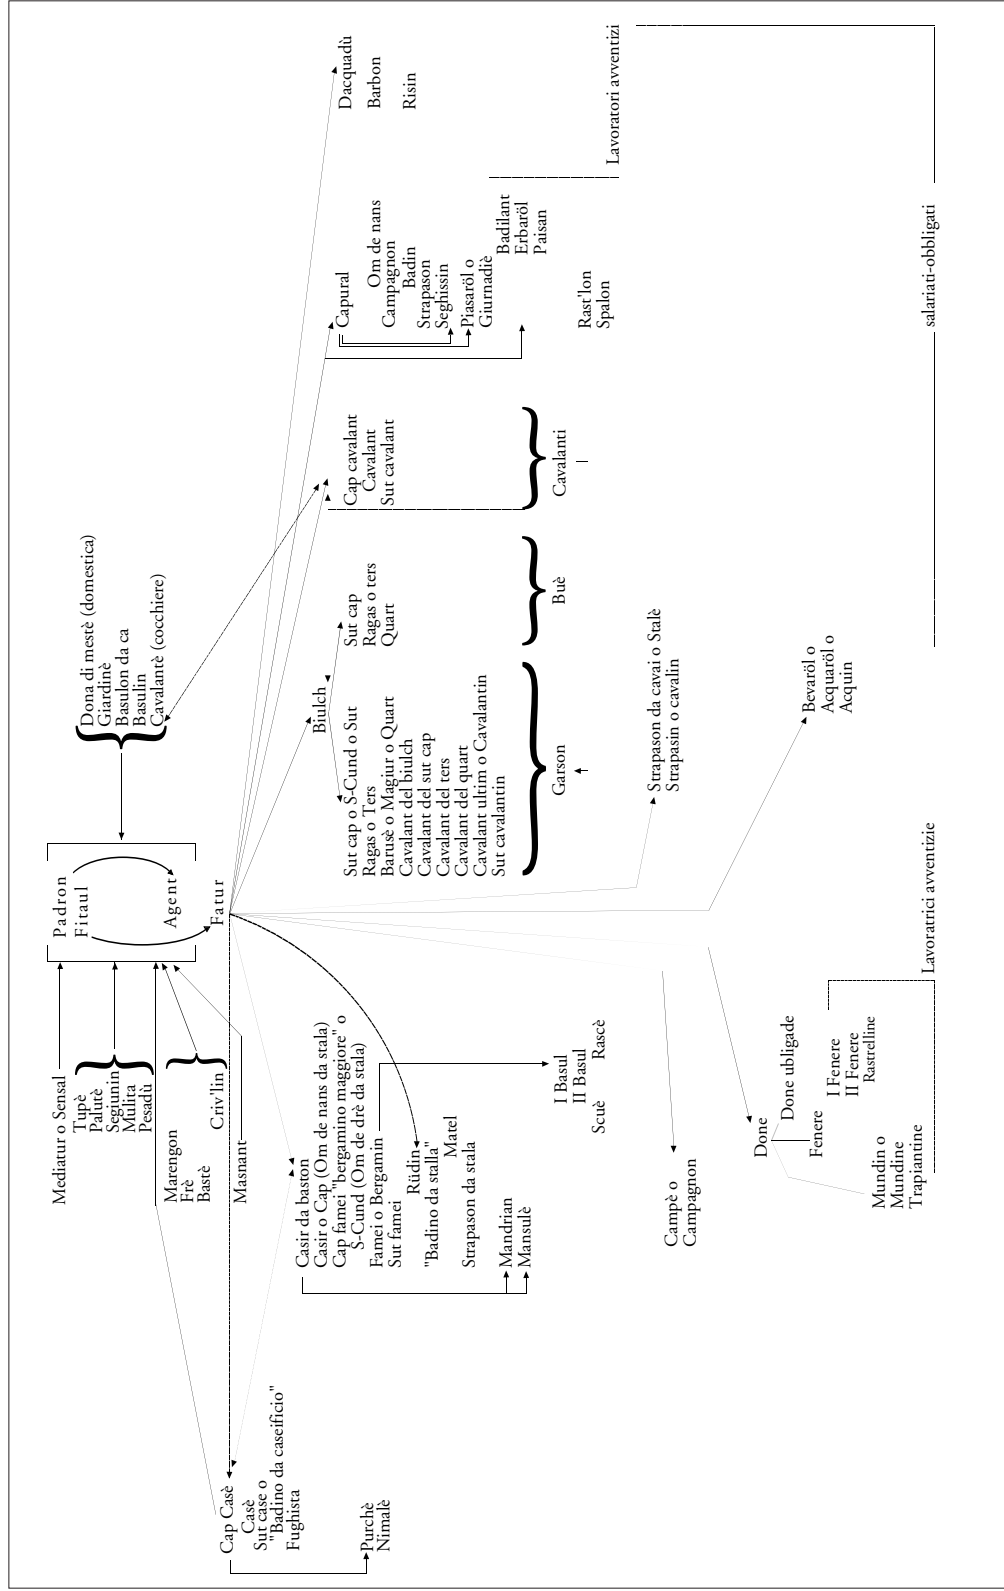 Padron
Fitaul
Agent
Fatur
Mediatur o Sensal
Tupè
Palutè
Segiunin
Mulita
Pesadù
Marengon
Frè
Bastè
Criv'lin
Masnant
Dona di mestè (domestica)
Giardinè
Basulon da ca
Basulin
Cavalantè (cocchiere)
Cap Casè
Casè
Sut case o
"Badino da caseificio"
Fughista
Purchè
Nimalè
Casir da baston
Casir o Cap (Om de nans da stala)
Cap famei "bergamino maggiore" o
S-Cund (Om de drè da stala)
Famei o Bergamin
Sut famei
Rüdin
"Badino da stalla"
Matel
Strapason da stala
Mandrian
Mansulè
I Basul
II Basul
Scuè
Rascè
Biulch
Sut cap o S-Cund o Sut
Ragas o Ters
Barusè o Magiur o Quart
Cavalant del biulch
Cavalant del sut cap
Cavalant del ters
Cavalant del quart
Cavalant ultim o Cavalantin
Sut cavalantin
Garson
Sut cap
Ragas o ters
Quart
Buè
Cap cavalant
Cavalant
Sut cavalant
Cavalanti
Capural
Om de nans
Campagnon
Badin
Strapason
Seghissin
Piasaröl o
Giurnadiè
Badilant
Erbaröl
Paisan
Rast'lon
Spalon
Dacquadù
Barbon
Risin
Lavoratori avventizi
Strapason da cavai o Stalè
Strapasin o cavalin
Campè o
Campagnon
Bevaröl o
Acquaröl o
Acquin
Done
Done ubligade
Fenere
I Fenere
II Fenere
Rastrelline
Mundin o
Mundine
Trapiantine
Lavoratrici avventizie
salariati-obbligati